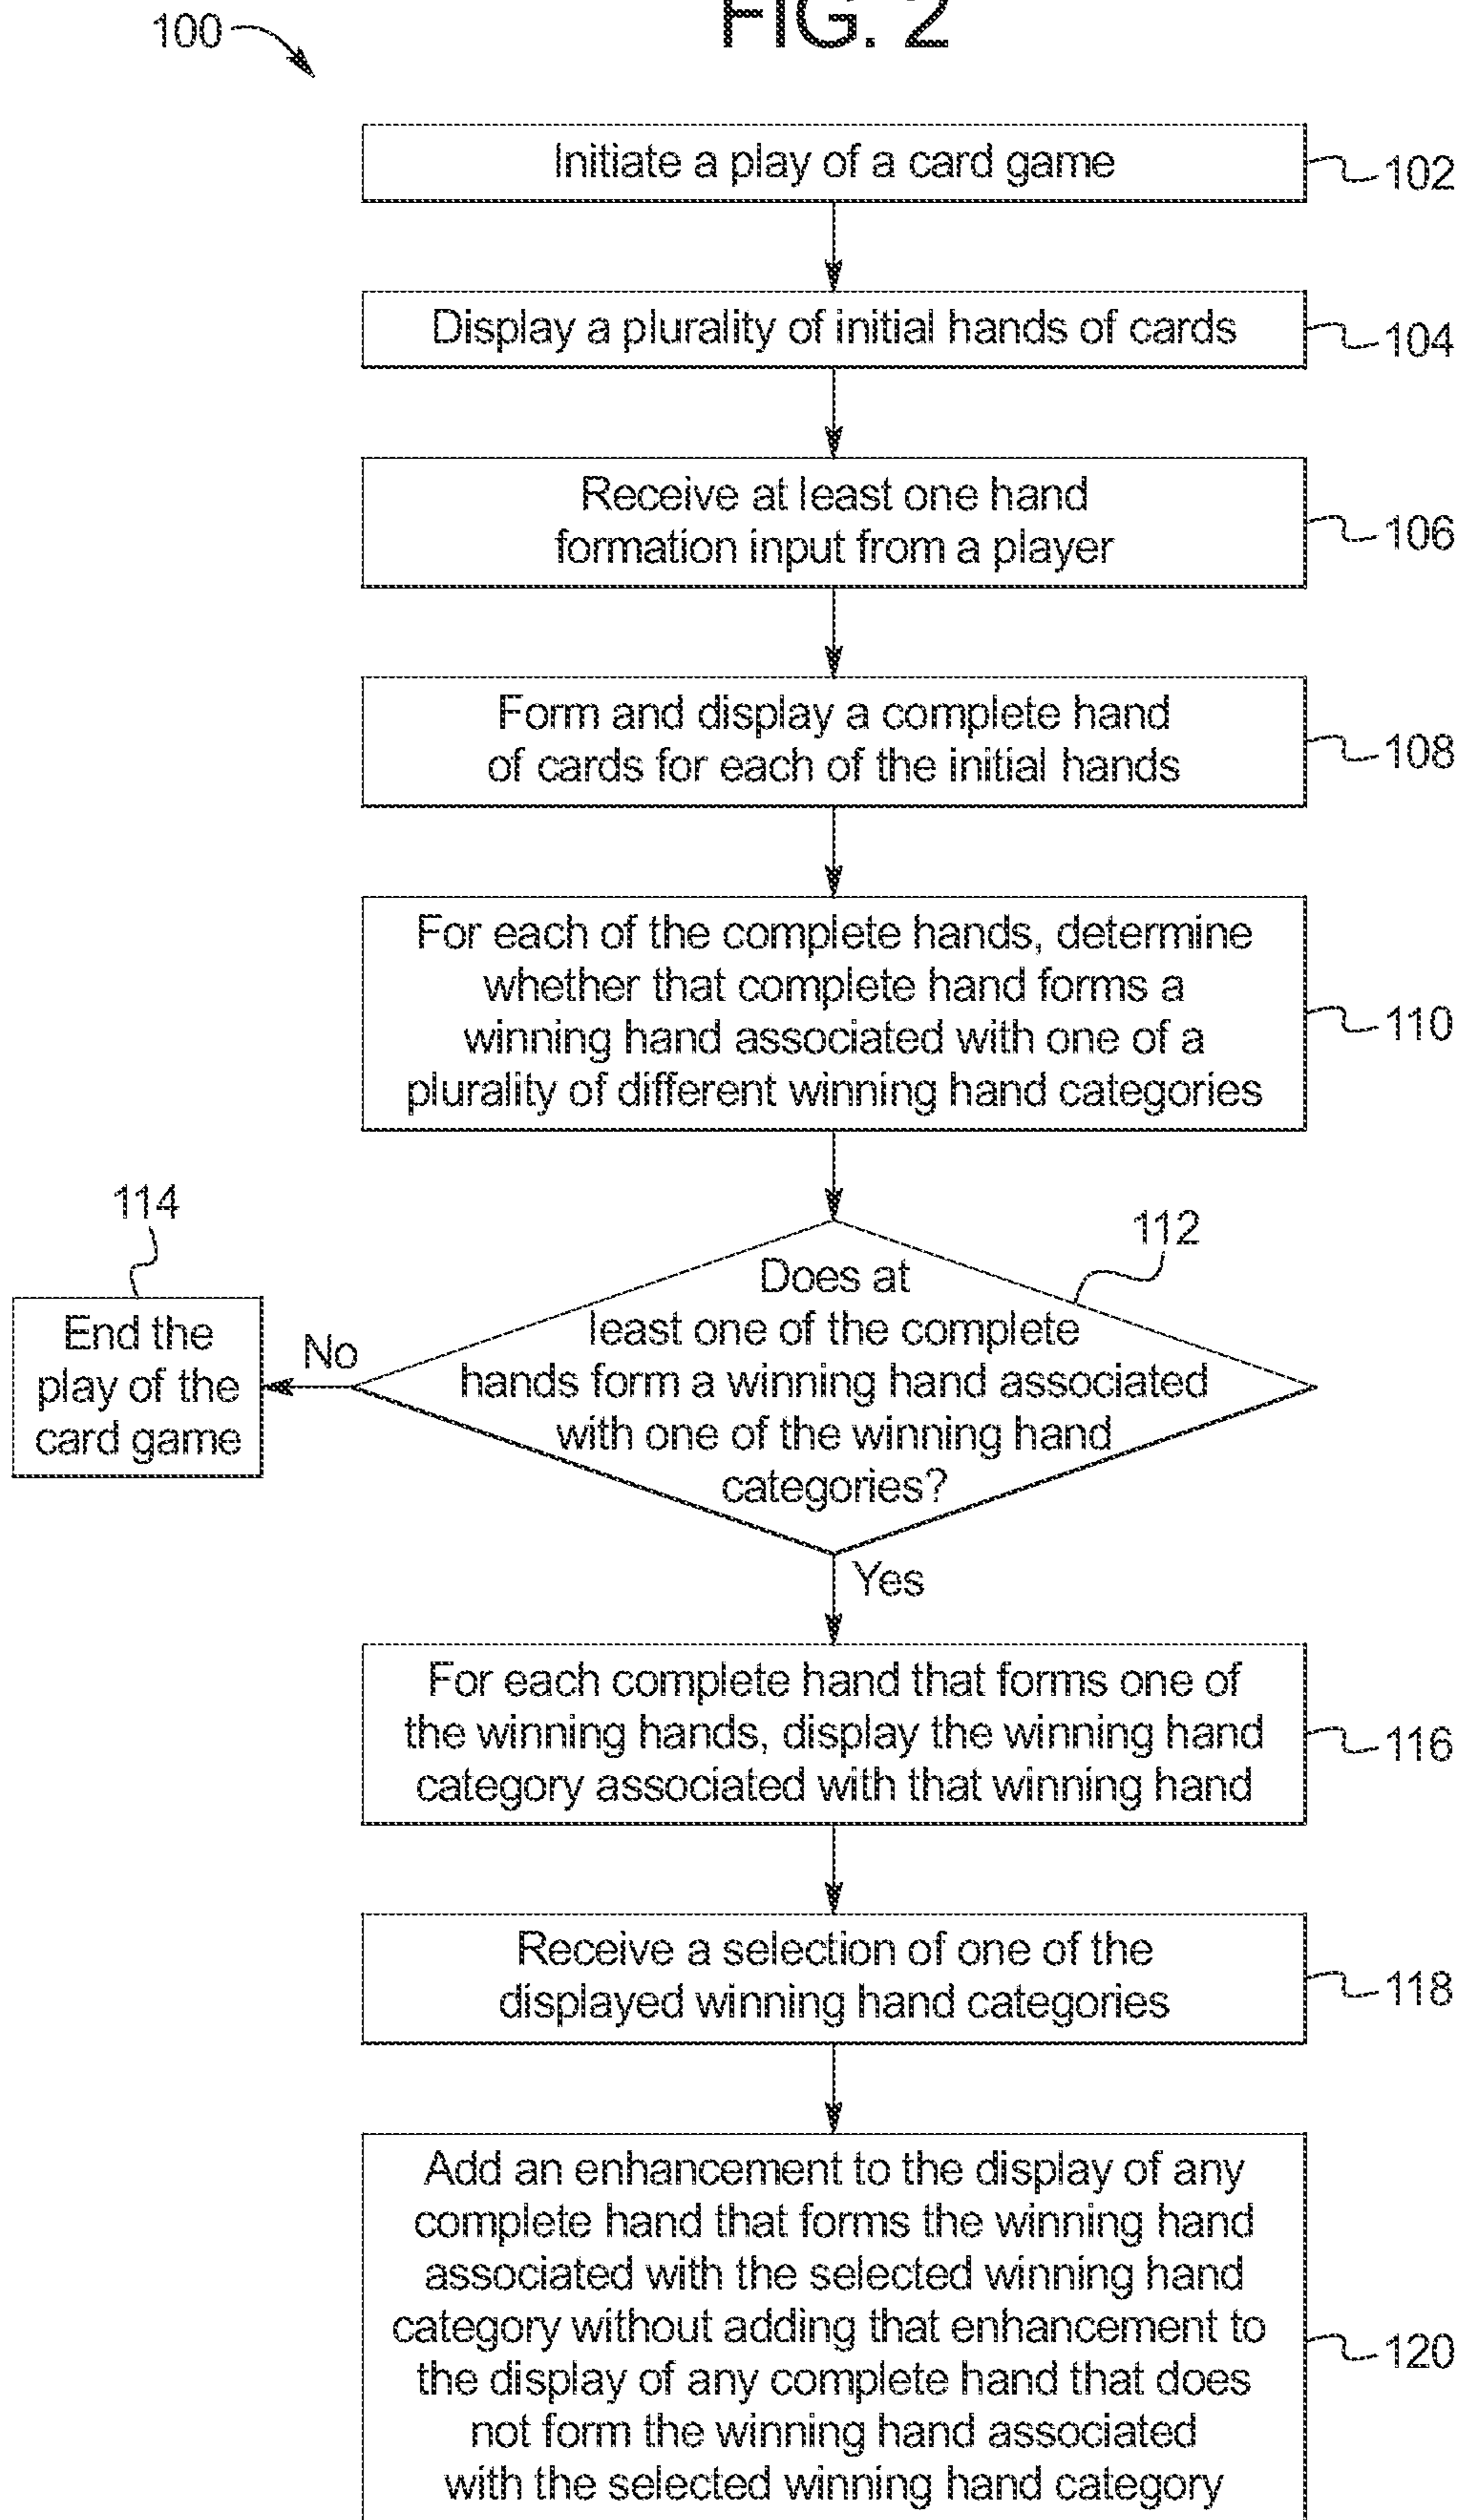 FIG. 2
100
Initiate a play of a card game
102
Display a plurality of initial hands of cards
104
Receive at least one hand
formation input from a player
106
Form and display a complete hand
of cards for each of the initial hands
108
For each of the complete hands, determine
whether that complete hand forms a
winning hand associated with one of a
plurality of different winning hand categories
110
112
Does at
least one of the complete
hands form a winning hand associated
with one of the winning hand
categories?
No
114
End the
play of the
card game
Yes
For each complete hand that forms one of
the winning hands, display the winning hand
category associated with that winning hand
116
Receive a selection of one of the
displayed winning hand categories
118
Add an enhancement to the display of any
complete hand that forms the winning hand
associated with the selected winning hand
category without adding that enhancement to
the display of any complete hand that does
not form the winning hand associated
with the selected winning hand category
120